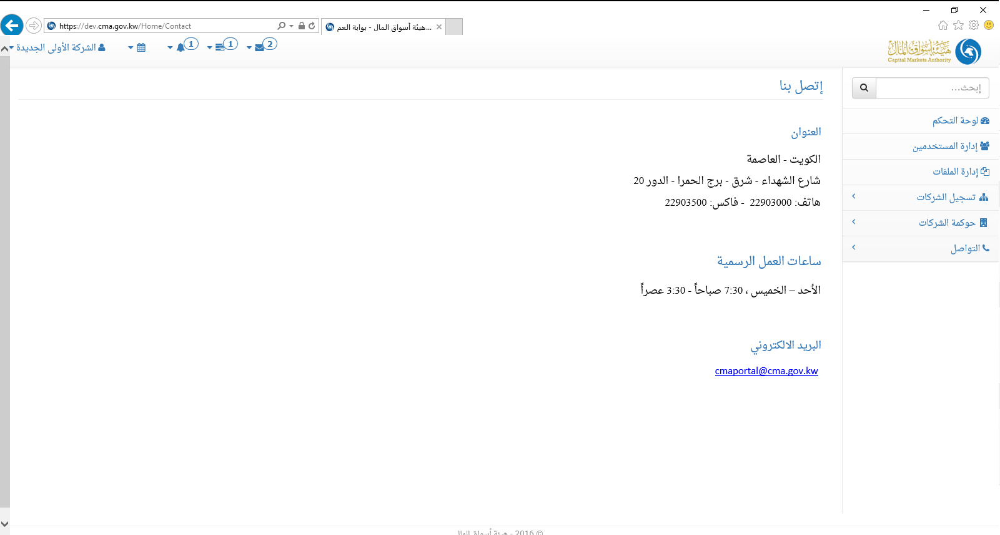 https://dev.cma.gov.kw/Home/Contact
هيئة أسواق المال - بوابة العم...
الشركة الأولى الجديدة
1
1
2
هيئة أسواق المال
Capital Markets Authority
إبحث...
لوحة التحكم
إدارة المستخدمين
إدارة الملفات
تسجيل الشركات
حوكمة الشركات
التواصل
إتصل بنا
العنوان
الكويت - العاصمة
شارع الشهداء - شرق - برج الحمرا - الدور 20
هاتف: 22903000 - فاكس: 22903500
ساعات العمل الرسمية
الأحد – الخميس ، 7:30 صباحاً - 3:30 عصراً
البريد الالكتروني
cmaportal@cma.gov.kw
© 2016 - هيئة أسواق المال